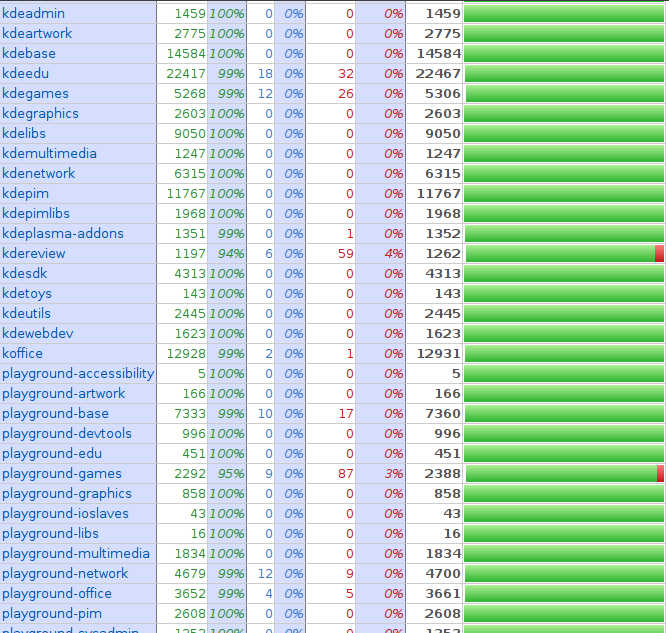 kdeadmin 1459 100% 0 0% 0 0% 1459
kdeartwork 2775 100% 0 0% 0 0% 2775
kdebase 14584 100% 0 0% 0 0% 14584
kdeedu 22417 99% 18 0% 32 0% 22467
kdegames 5268 99% 12 0% 26 0% 5306
kdegraphics 2603 100% 0 0% 0 0% 2603
kdelibs 9050 100% 0 0% 0 0% 9050
kdemultimedia 1247 100% 0 0% 0 0% 1247
kdenetwork 6315 100% 0 0% 0 0% 6315
kdepim 11767 100% 0 0% 0 0% 11767
kdepimlibs 1968 100% 0 0% 0 0% 1968
kdeplasma-addons 1351 99% 0 0% 1 0% 1352
kdereview 1197 94% 6 0% 59 4% 1262
kdesdk 4313 100% 0 0% 0 0% 4313
kdetoys 143 100% 0 0% 0 0% 143
kdeutils 2445 100% 0 0% 0 0% 2445
kdewebdev 1623 100% 0 0% 0 0% 1623
koffice 12928 99% 2 0% 1 0% 12931
playground-accessibility 5 100% 0 0% 0 0% 5
playground-artwork 166 100% 0 0% 0 0% 166
playground-base 7333 99% 10 0% 17 0% 7360
playground-devtools 996 100% 0 0% 0 0% 996
playground-edu 451 100% 0 0% 0 0% 451
playground-games 2292 95% 9 0% 87 3% 2388
playground-graphics 858 100% 0 0% 0 0% 858
playground-ioslaves 43 100% 0 0% 0 0% 43
playground-libs 16 100% 0 0% 0 0% 16
playground-multimedia 1834 100% 0 0% 0 0% 1834
playground-network 4679 99% 12 0% 9 0% 4700
playground-office 3652 99% 4 0% 5 0% 3661
playground-pim 2608 100% 0 0% 0 0% 2608
playground-sysadmin 100% 0 0% 0 0%